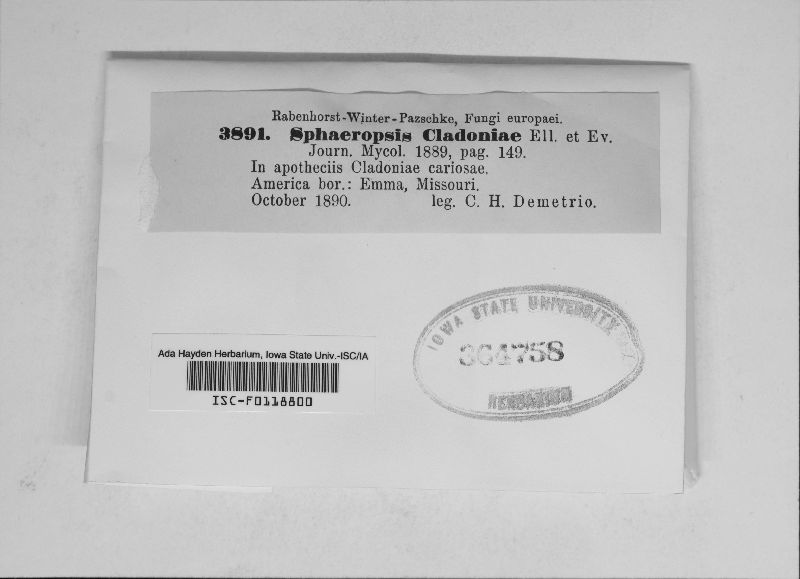 Rabenhorst-Winter-Pazschke, Fungi europaei.
3891. Sphaeropsis Cladoniae Ell. et Ev.
Journ. Mycol. 1889, pag. 149.
In apotheciis Cladoniae cariosae.
America bor.: Emma, Missouri.
October 1890. leg. C. H. Demetrio.
IOWA STATE UNIVERSITY
364758
HERBARIUM
Ada Hayden Herbarium, Iowa State Univ.-ISC/IA
ISC-F0118800